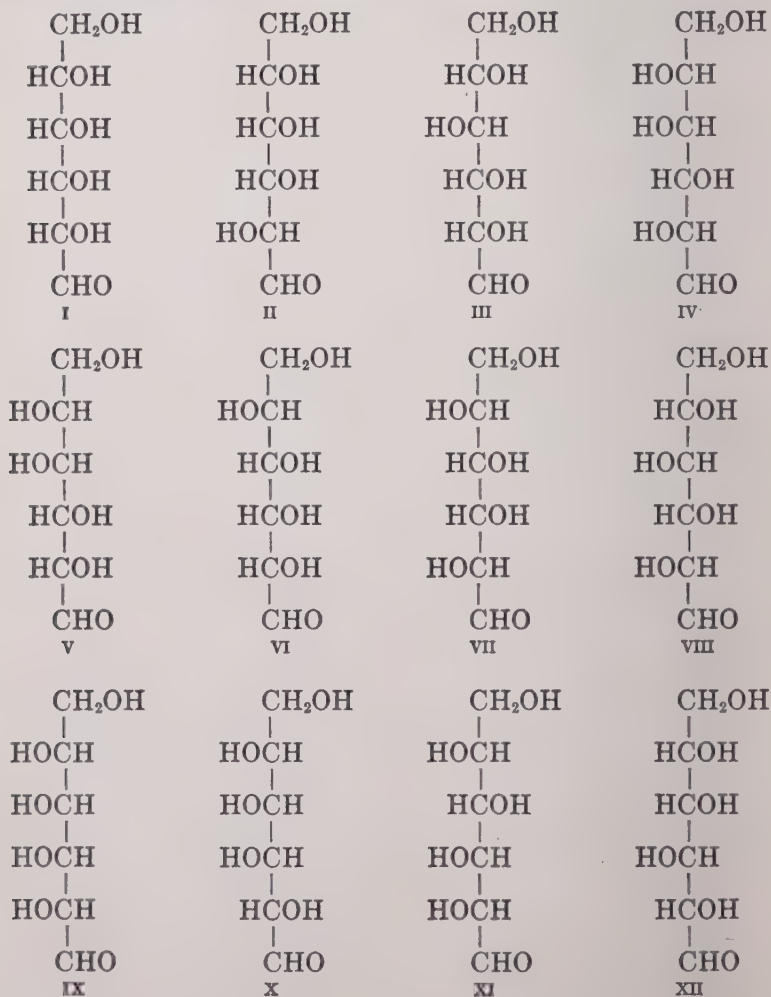 CH₂OH CH₂OH CH₂OH CH₂OH
HCOH HCOH HCOH HOCH
HCOH HCOH HOCH HOCH
HCOH HCOH HCOH HCOH
HCOH HOCH HCOH HOCH
CHO CHO CHO CHO
I II III IV
CH₂OH CH₂OH CH₂OH CH₂OH
HOCH HOCH HOCH HCOH
HOCH HCOH HCOH HOCH
HCOH HCOH HCOH HCOH
HCOH HCOH HOCH HOCH
CHO CHO CHO CHO
V VI VII VIII
CH₂OH CH₂OH CH₂OH CH₂OH
HOCH HOCH HOCH HCOH
HOCH HOCH HCOH HCOH
HOCH HOCH HOCH HOCH
HOCH HCOH HOCH HCOH
CHO CHO CHO CHO
IX X XI XII